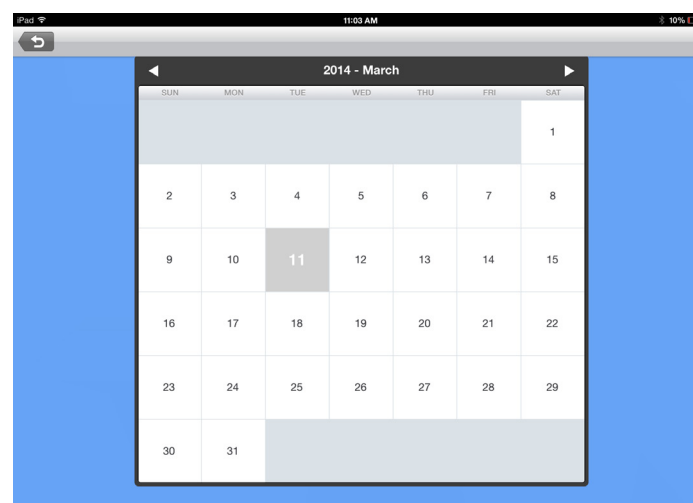 iPad 11:03 AM 10%
2014 - March
SUN MON TUE WED THU FRI SAT
1
2 3 4 5 6 7 8
9 10 11 12 13 14 15
16 17 18 19 20 21 22
23 24 25 26 27 28 29
30 31